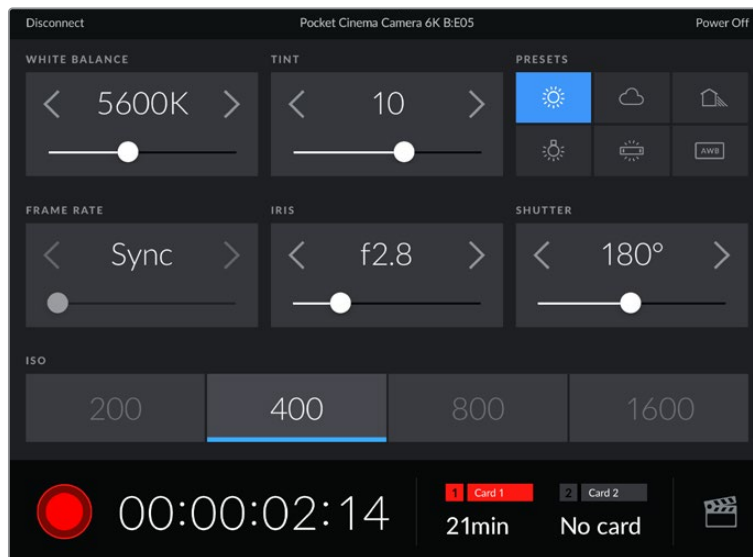 Disconnect Pocket Cinema Camera 6K B:E05 Power Off
WHITE BALANCE TINT PRESETS
5600K 10
AWB
FRAME RATE IRIS SHUTTER
Sync f2.8 180°
ISO
200 400 800 1600
00:00:02:14
1 Card 1 2 Card 2
21min No card